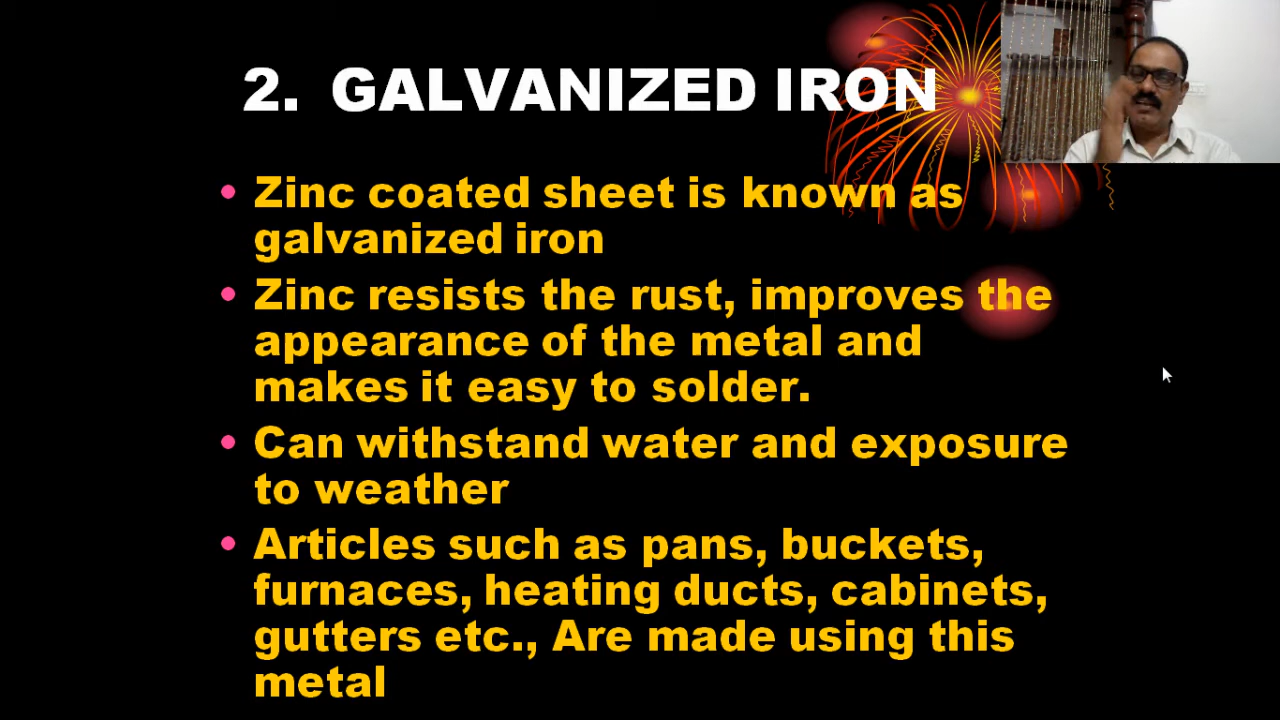 2. GALVANIZED IRON
• Zinc coated sheet is known as
galvanized iron
• Zinc resists the rust, improves the
appearance of the metal and
makes it easy to solder.
• Can withstand water and exposure
to weather
• Articles such as pans, buckets,
furnaces, heating ducts, cabinets,
gutters etc., Are made using this
metal